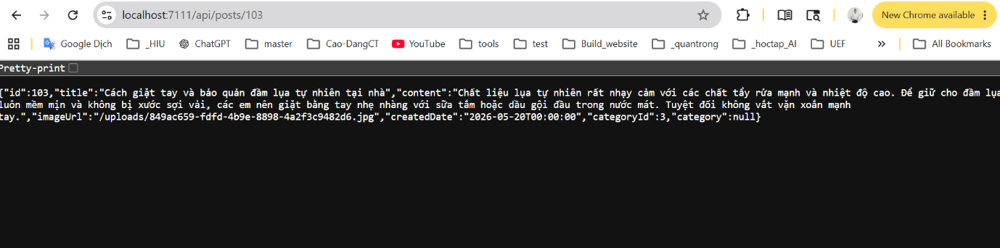 localhost:7111/api/posts/103
New Chrome available
Google Dịch
_HIU
ChatGPT
master
Cao-DangCT
YouTube
tools
test
Build_website
_quantrong
_hoctap_AI
UEF
»
All Bookmarks
Pretty-print
{"id":103,"title":"Cách giặt tay và bảo quản đầm lụa tự nhiên tại nhà","content":"Chất liệu lụa tự nhiên rất nhạy cảm với các chất tẩy rửa mạnh và nhiệt độ cao. Để giữ cho đầm lụa
luôn mềm mịn và không bị xước sợi vải, các em nên giặt bằng tay nhẹ nhàng với sữa tắm hoặc dầu gội đầu trong nước mát. Tuyệt đối không vắt vặn xoắn mạnh
tay.","imageUrl":"/uploads/849ac659-fdfd-4b9e-8898-4a2f3c9482d6.jpg","createdDate":"2026-05-20T00:00:00","categoryId":3,"category":null}